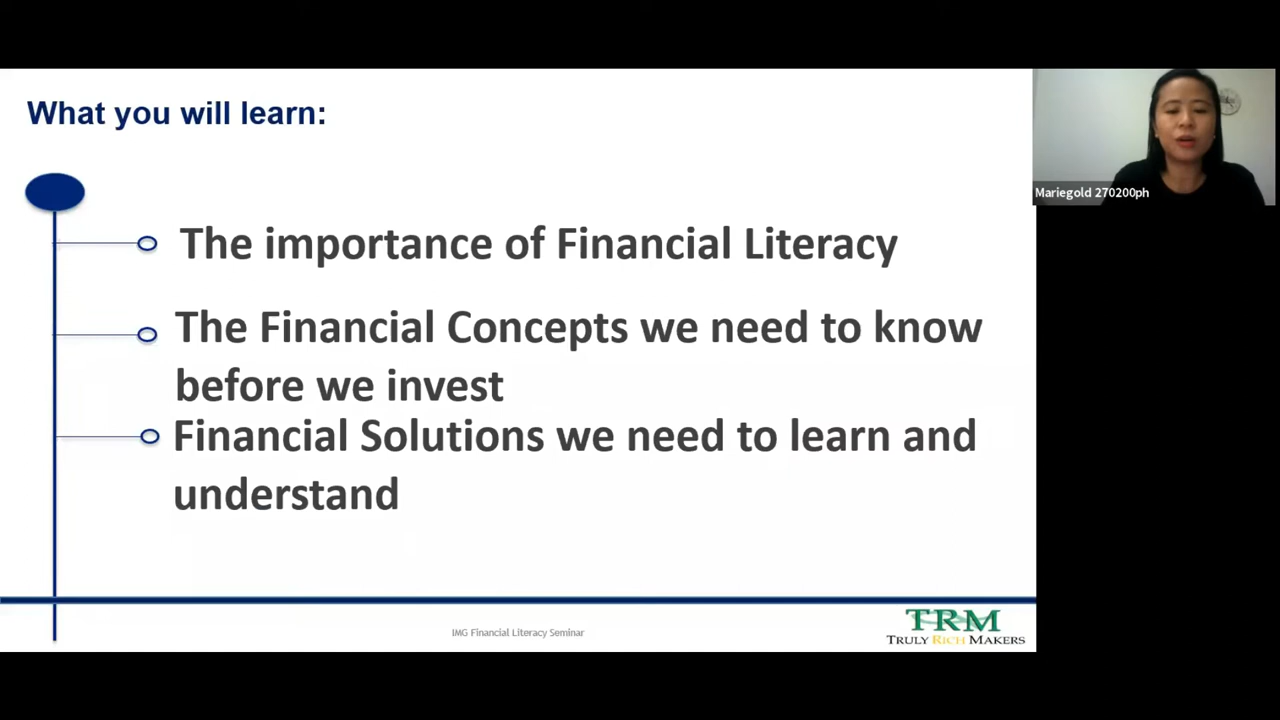 What you will learn:
The importance of Financial Literacy
The Financial Concepts we need to know
before we invest
Financial Solutions we need to learn and
understand
IMG Financial Literacy Seminar
TRM
TRULY RICH MAKERS
Mariegold 270200ph